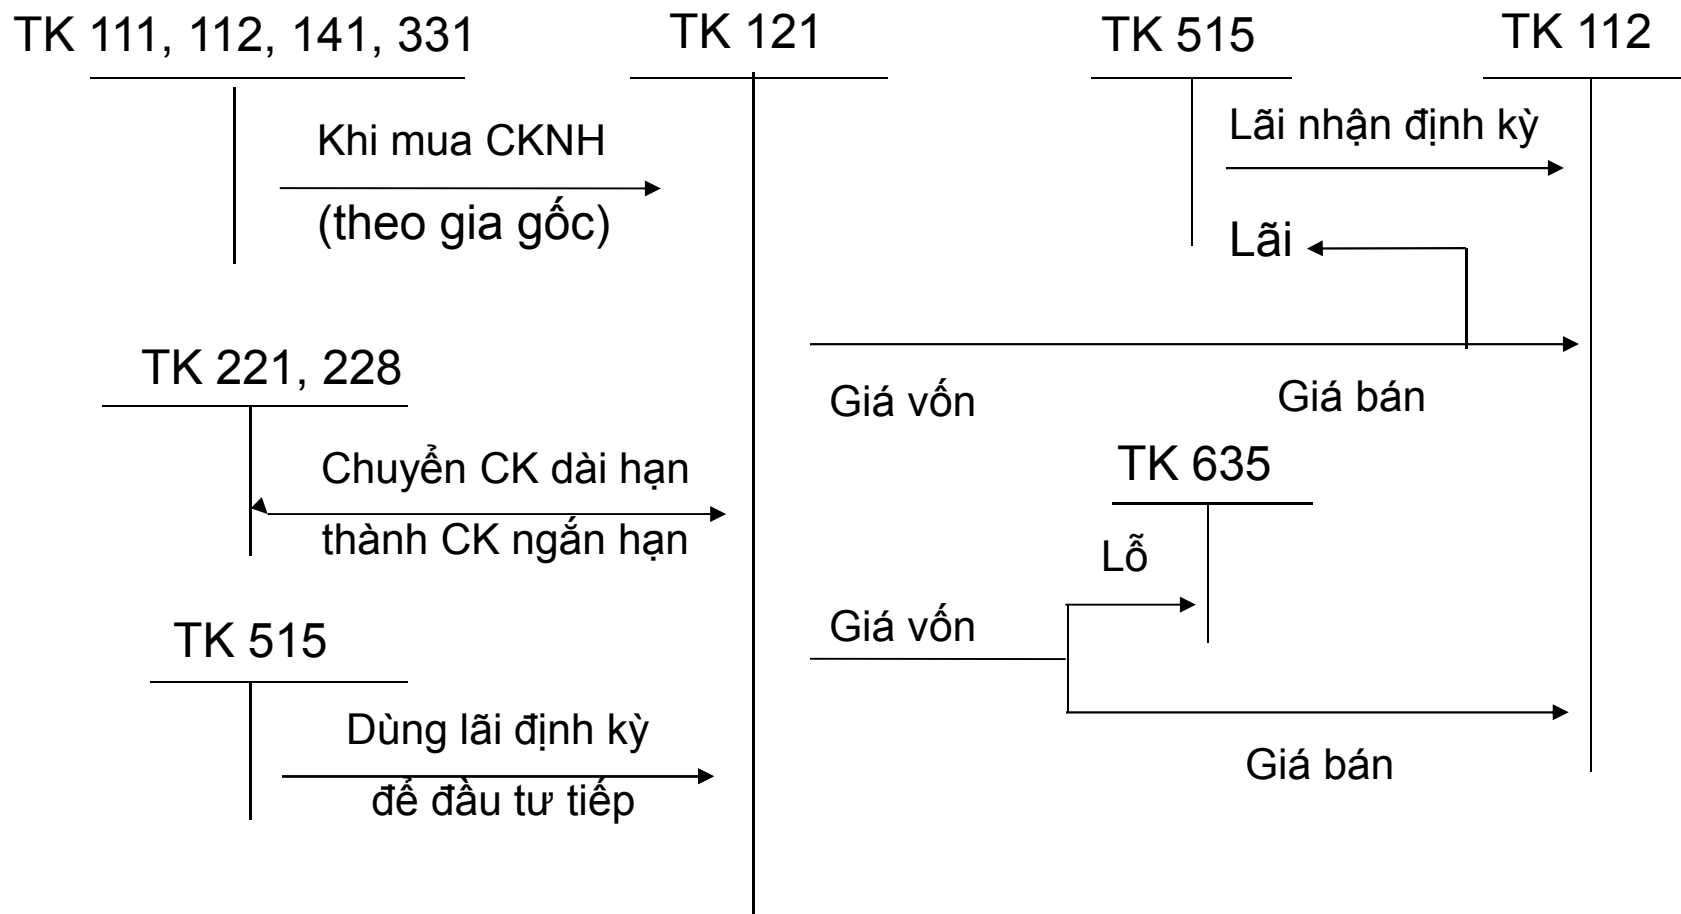 TK 111, 112, 141, 331
TK 121
TK 515
TK 112
Khi mua CKNH
(theo gia gốc)
Lãi nhận định kỳ
Lãi
TK 221, 228
Giá vốn
Giá bán
Chuyển CK dài hạn
thành CK ngắn hạn
TK 635
Lỗ
Giá vốn
TK 515
Dùng lãi định kỳ
để đầu tư tiếp
Giá bán